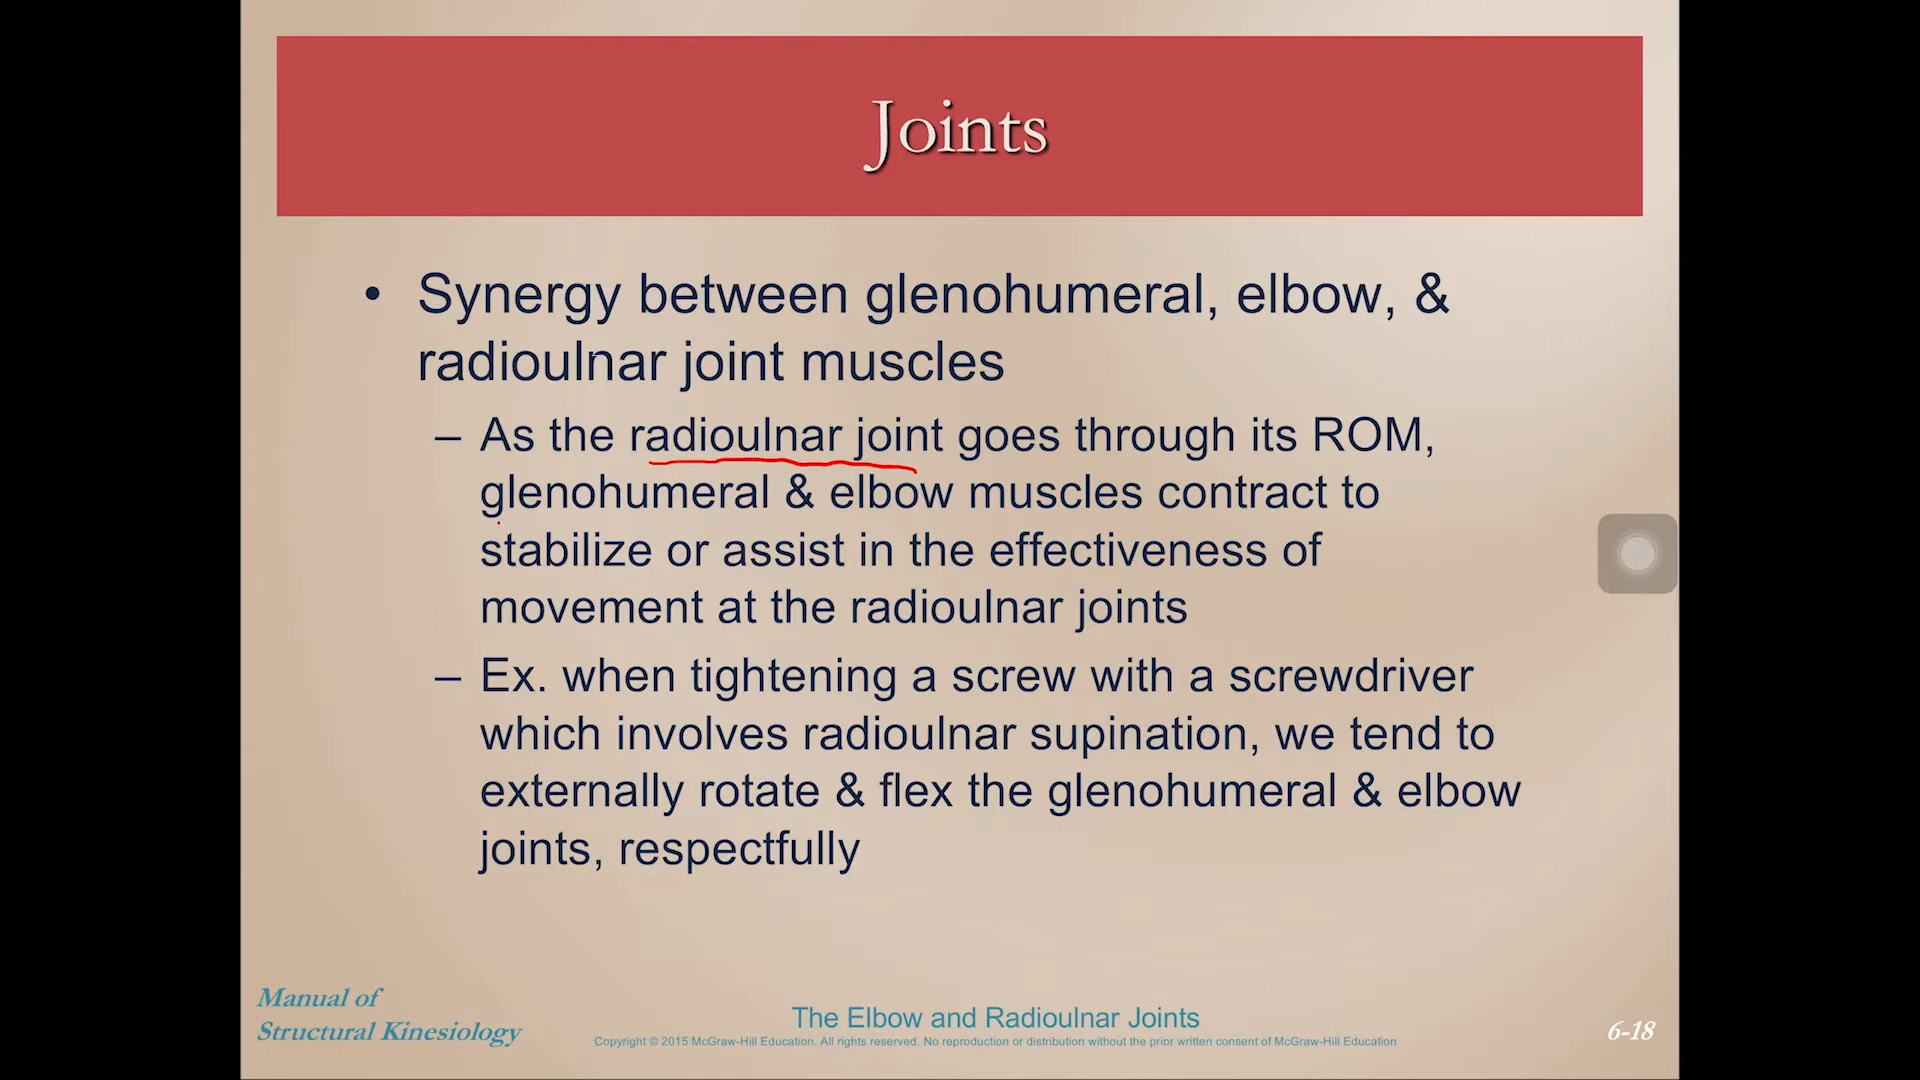 Joints
• Synergy between glenohumeral, elbow, &
radioulnar joint muscles
– As the radioulnar joint goes through its ROM,
glenohumeral & elbow muscles contract to
stabilize or assist in the effectiveness of
movement at the radioulnar joints
– Ex. when tightening a screw with a screwdriver
which involves radioulnar supination, we tend to
externally rotate & flex the glenohumeral & elbow
joints, respectfully
Manual of
Structural Kinesiology
The Elbow and Radioulnar Joints
Copyright © 2015 McGraw-Hill Education. All rights reserved. No reproduction or distribution without the prior written consent of McGraw-Hill Education
6-18